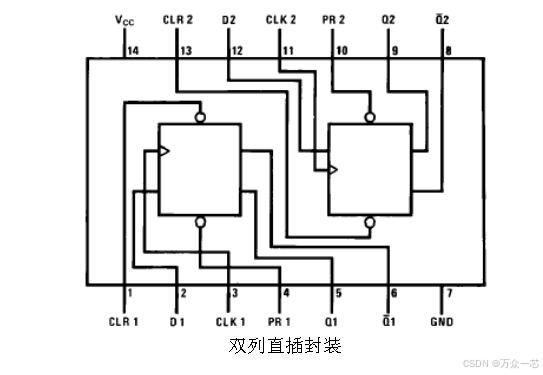 VCC CLR 2 D2 CLK 2 PR 2 Q2 Q̅2
14 13 12 11 10 9 8
1 2 3 4 5 6 7
CLR 1 D1 CLK 1 PR 1 Q1 Q̅1 GND
双列直插封装
CSDN @万众一芯